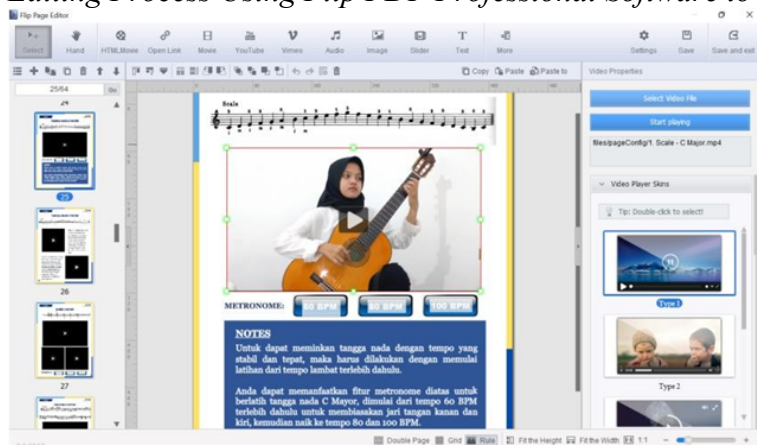 Editing Process Using Flip PDF Professional Software to
Flip Page Editor
Select Hand HTML,Movie Open Link Movie YouTube Vimeo Audio Image Slider Text More Settings Save Save and exit
Copy Paste Paste to Video Properties
25/64 Go
Select Video File
Start playing
files/pageConfig/1. Scale - C Major.mp4
Video Player Skins
Tip: Double-click to select!
Type 1
Type 2
Scale
24
25
26
27
METRONOME: 60 BPM 80 BPM 100 BPM
NOTES
Untuk dapat meminkan tangga nada dengan tempo yang
stabil dan tepat, maka harus dilakukan dengan memulai
latihan dari tempo lambat terlebih dahulu.
Anda dapat memanfaatkan fitur metronome diatas untuk
berlatih tangga nada C Mayor, dimulai dari tempo 60 BPM
terlebih dahulu untuk membiasakan jari tangan kanan dan
kiri, kemudian naik ke tempo 80 dan 100 BPM.
Double Page Grid Rule Fit the Height Fit the Width 1:1